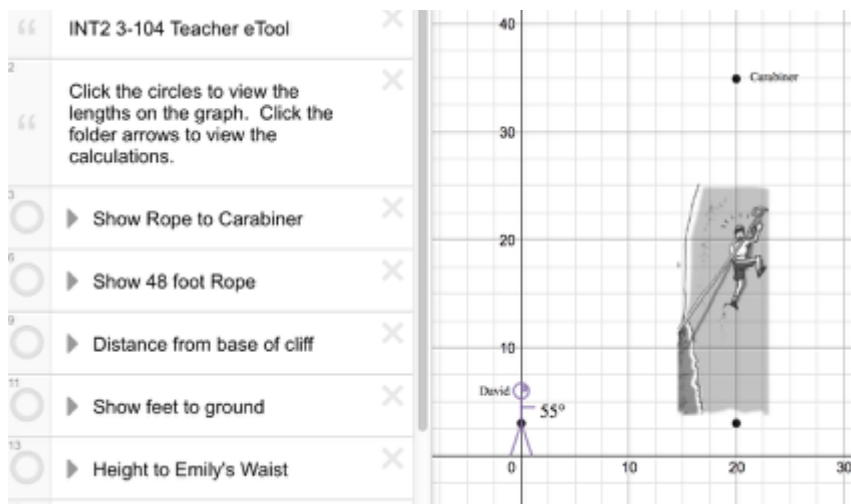 INT2 3-104 Teacher eTool
2
Click the circles to view the
lengths on the graph. Click the
folder arrows to view the
calculations.
3
Show Rope to Carabiner
6
Show 48 foot Rope
9
Distance from base of cliff
11
Show feet to ground
13
Height to Emily's Waist
40
Carabiner
30
20
10
David
55°
0
10
20
30